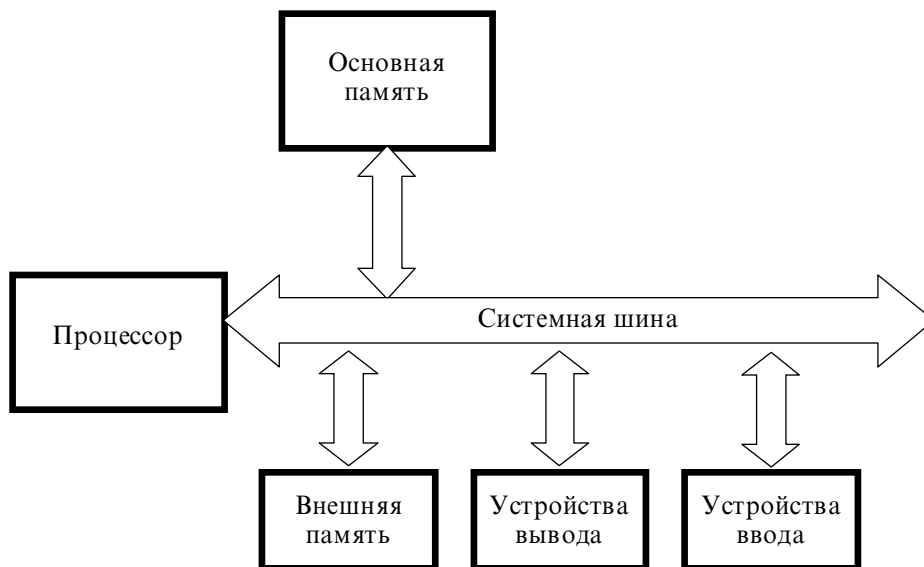 Основная
память
Процессор
Системная шина
Внешняя
память
Устройства
вывода
Устройства
ввода